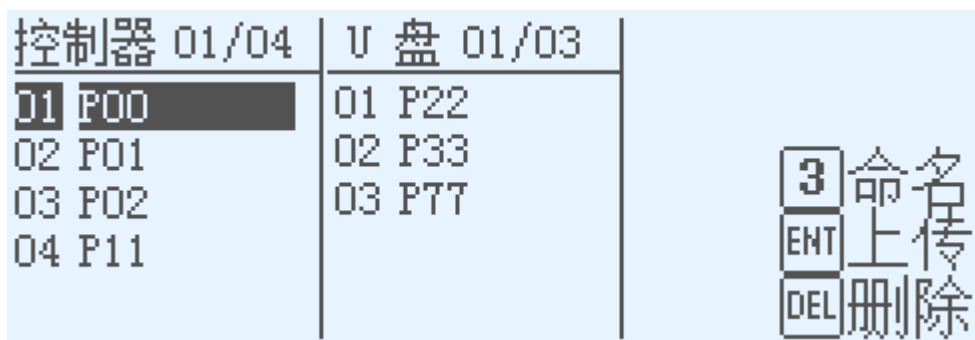 控制器 01/04
01 P00
02 P01
03 P02
04 P11
U 盘 01/03
01 P22
02 P33
03 P77
3 命名
ENT 上传
DEL 删除